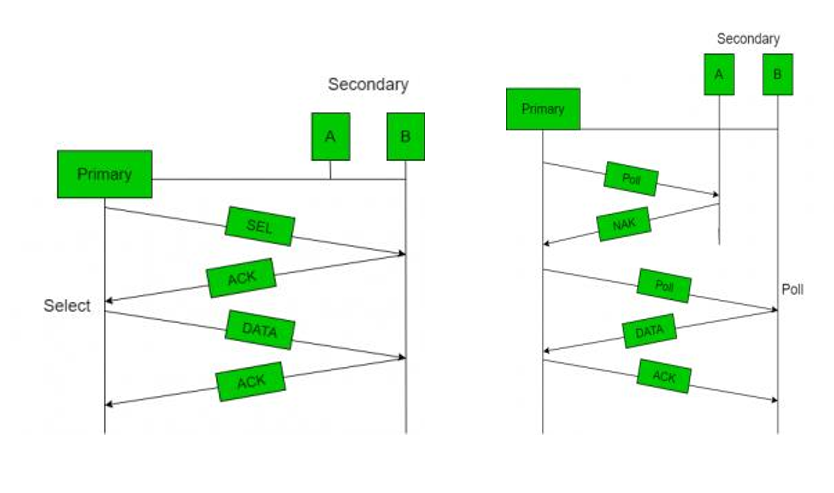 Secondary
A
B
Primary
SEL
ACK
Select
DATA
ACK
Secondary
A
B
Primary
Poll
NAK
Poll
Poll
DATA
ACK